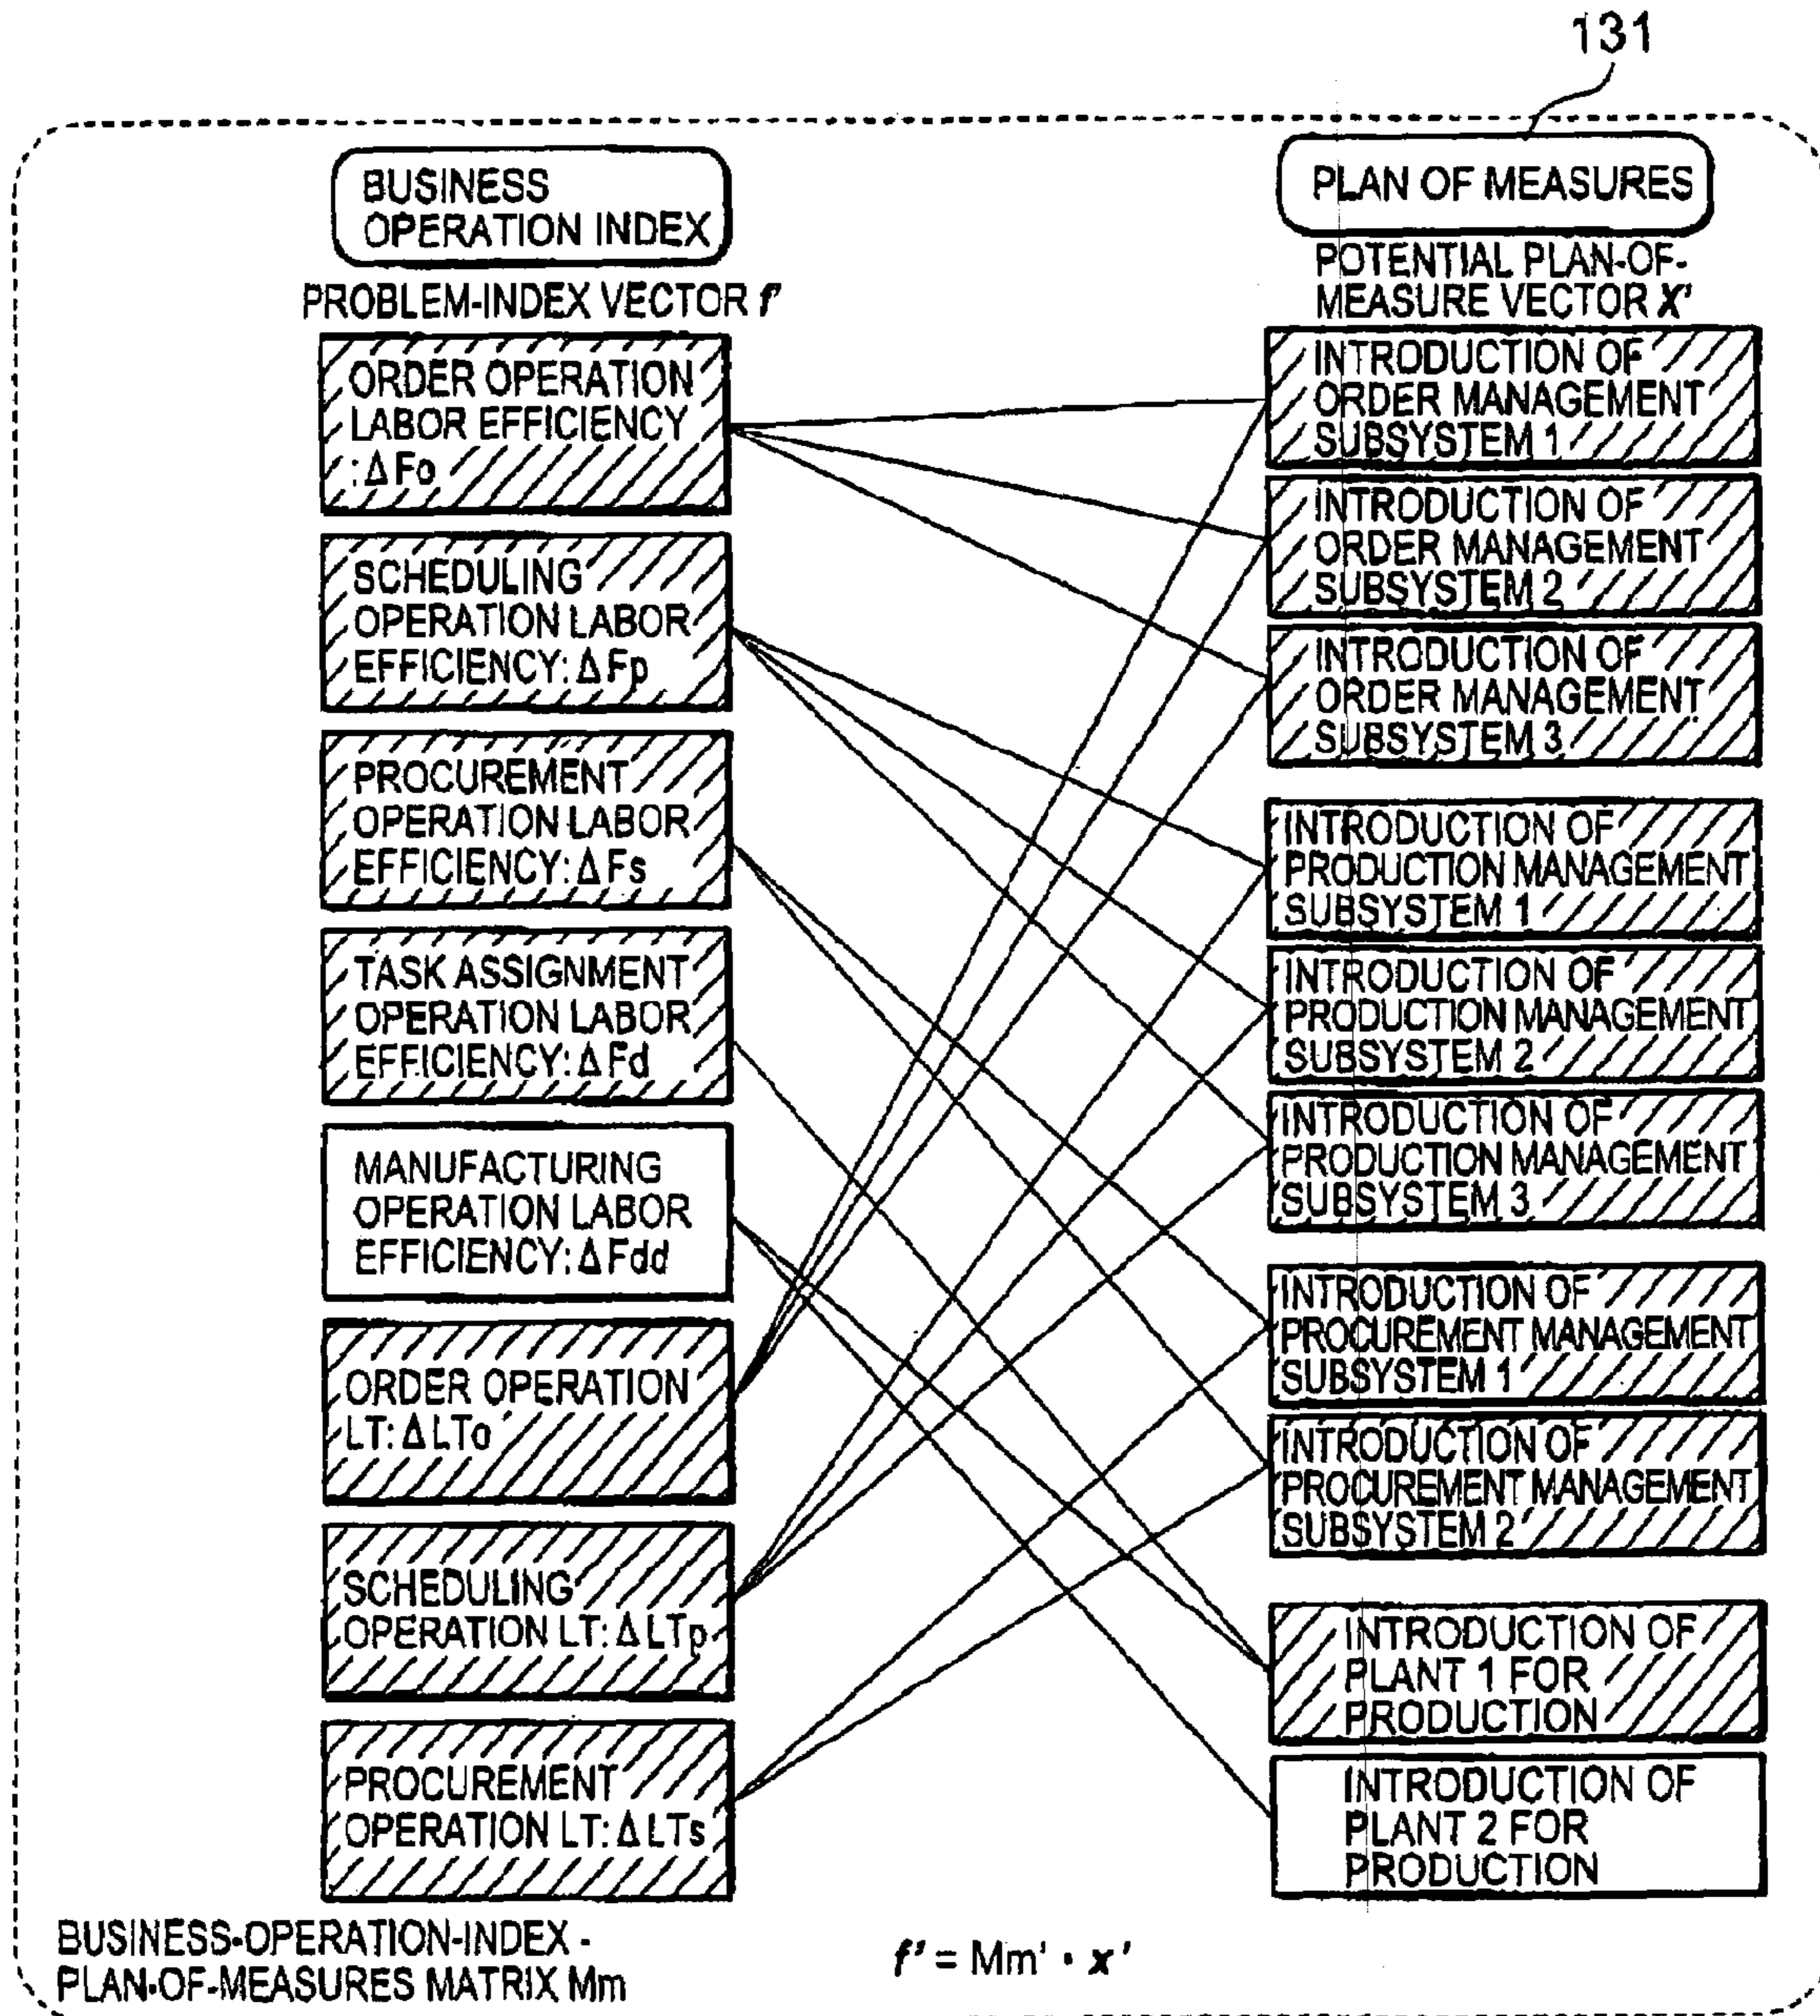 131
BUSINESS
OPERATION INDEX
PROBLEM-INDEX VECTOR f'
ORDER OPERATION
LABOR EFFICIENCY
:ΔFo
SCHEDULING
OPERATION LABOR
EFFICIENCY:ΔFp
PROCUREMENT
OPERATION LABOR
EFFICIENCY:ΔFs
TASK ASSIGNMENT
OPERATION LABOR
EFFICIENCY:ΔFd
MANUFACTURING
OPERATION LABOR
EFFICIENCY:ΔFdd
ORDER OPERATION
LT:ΔLTo
SCHEDULING
OPERATION LT:ΔLTp
PROCUREMENT
OPERATION LT:ΔLTs
PLAN OF MEASURES
POTENTIAL PLAN-OF-
MEASURE VECTOR X'
INTRODUCTION OF
ORDER MANAGEMENT
SUBSYSTEM 1
INTRODUCTION OF
ORDER MANAGEMENT
SUBSYSTEM 2
INTRODUCTION OF
ORDER MANAGEMENT
SUBSYSTEM 3
INTRODUCTION OF
PRODUCTION MANAGEMENT
SUBSYSTEM 1
INTRODUCTION OF
PRODUCTION MANAGEMENT
SUBSYSTEM 2
INTRODUCTION OF
PRODUCTION MANAGEMENT
SUBSYSTEM 3
INTRODUCTION OF
PROCUREMENT MANAGEMENT
SUBSYSTEM 1
INTRODUCTION OF
PROCUREMENT MANAGEMENT
SUBSYSTEM 2
INTRODUCTION OF
PLANT 1 FOR
PRODUCTION
INTRODUCTION OF
PLANT 2 FOR
PRODUCTION
BUSINESS-OPERATION-INDEX -
PLAN-OF-MEASURES MATRIX Mm
f' = Mm' · x'